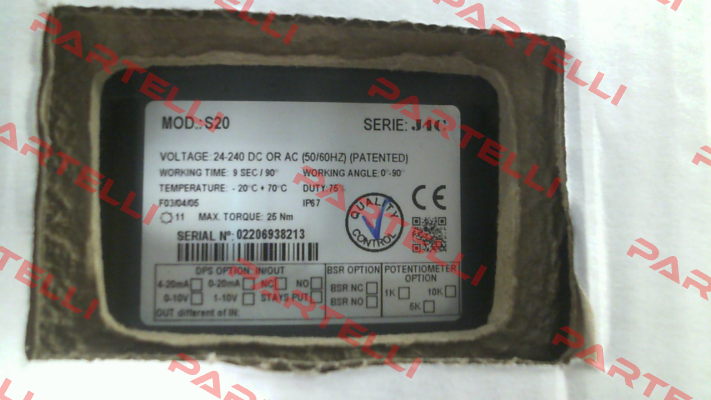 MOD.: S20 SERIE: J4C
VOLTAGE: 24-240 DC OR AC (50/60HZ) (PATENTED)
WORKING TIME: 9 SEC / 90° WORKING ANGLE: 0°-90°
TEMPERATURE: - 20°C + 70°C DUTY: 75%
F03/04/05 IP67
11 MAX. TORQUE: 25 Nm
SERIAL Nº: 02206938213
QUALITY CONTROL
CE
DPS OPTION: IN/OUT
4-20mA 0-20mA NC NO
0-10V 1-10V STAYS PUT
OUT different of IN:
BSR OPTION
BSR NC
BSR NO
POTENTIOMETER OPTION
1K 10K
5K
PARTELLI
PARTELLI
PARTELLI
PARTELLI
PARTELLI
PARTELLI
PARTELLI